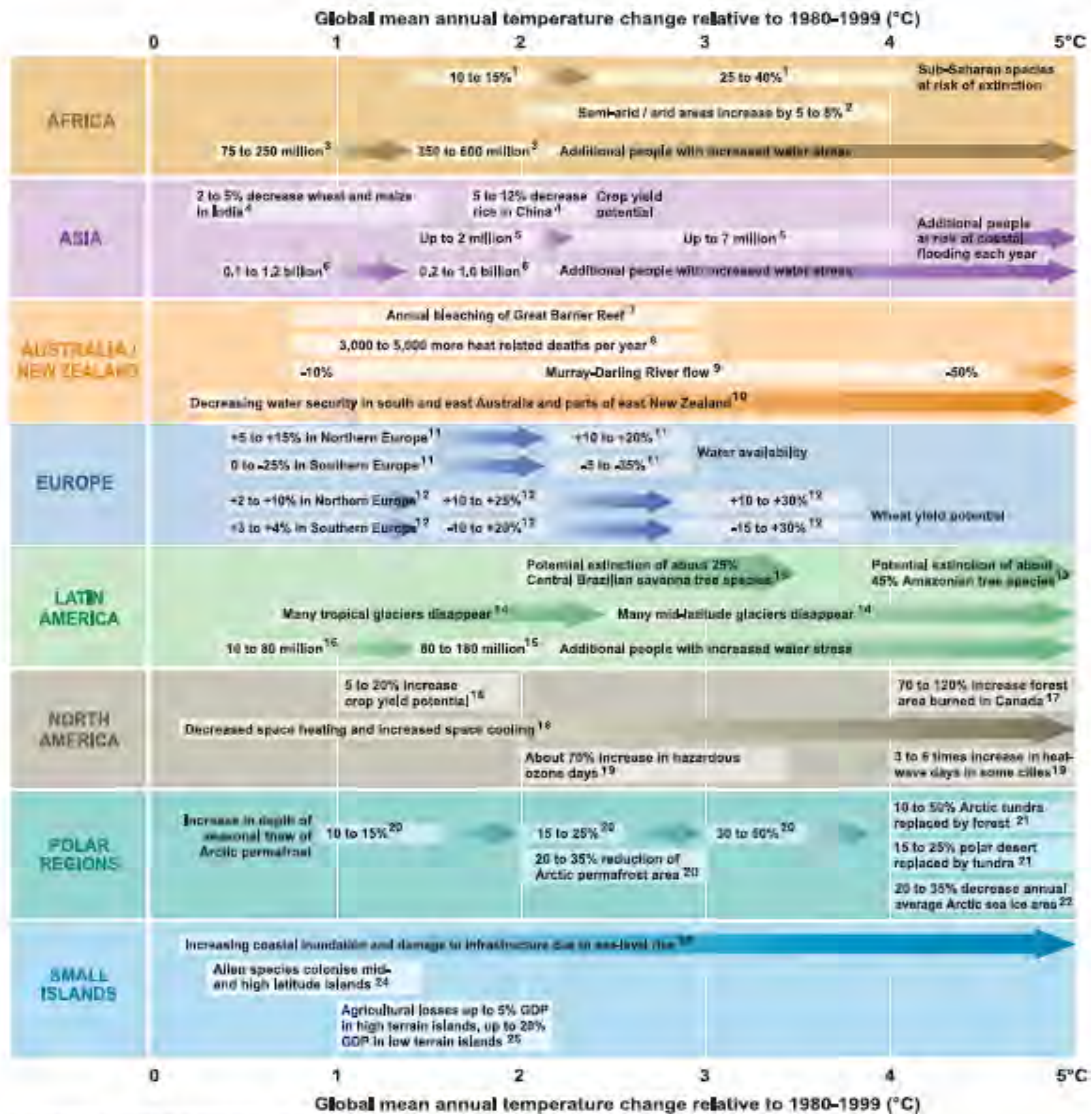 Global mean annual temperature change relative to 1980-1999 (°C)
0 1 2 3 4 5°C
AFRICA
10 to 15%1 25 to 40%1 Sub-Saharan species
at risk of extinction
Semi-arid / arid areas increase by 5 to 8% 2
75 to 250 million3 350 to 600 million3 Additional people with increased water stress
ASIA
2 to 5% decrease wheat and maize
in India4
5 to 12% decrease
rice in China4
Crop yield
potential
Up to 2 million5 Up to 7 million5
Additional people
at risk of coastal
flooding each year
0.1 to 1.2 billion6 0.2 to 1.0 billion6 Additional people with increased water stress
AUSTRALIA /
NEW ZEALAND
Annual bleaching of Great Barrier Reef 7
3,000 to 5,000 more heat related deaths per year 8
-10% Murray-Darling River flow 9 -50%
Decreasing water security in south and east Australia and parts of east New Zealand10
EUROPE
+5 to +15% in Northern Europe11 +10 to +20%11
Water availability
0 to -25% in Southern Europe11 -5 to -35%11
+2 to +10% in Northern Europe12 +10 to +25%12 +10 to +30%12
Wheat yield potential
+3 to +4% in Southern Europe12 -10 to +20%12 -15 to +30%12
LATIN
AMERICA
Potential extinction of about 25%
Central Brazilian savanna tree species
Potential extinction of about
45% Amazonian tree species
Many tropical glaciers disappear 14 Many mid-latitude glaciers disappear 14
10 to 80 million 80 to 180 million15 Additional people with increased water stress
NORTH
AMERICA
5 to 20% increase
crop yield potential
70 to 120% increase forest
area burned in Canada 17
Decreased space heating and increased space cooling 18
About 70% increase in hazardous
ozone days 19
3 to 8 times increase in heat-
wave days in some cities19
POLAR
REGIONS
Increase in depth of
seasonal thaw of
Arctic permafrost
10 to 15%20 15 to 25%20 30 to 50%20
20 to 35% reduction of
Arctic permafrost area 20
10 to 50% Arctic tundra
replaced by forest 21
15 to 25% polar desert
replaced by tundra 21
20 to 35% decrease annual
average Arctic sea ice area 22
SMALL
ISLANDS
Increasing coastal inundation and damage to infrastructure due to sea-level rise
Alien species colonise mid-
and high latitude islands 24
Agricultural losses up to 5% GDP
in high terrain islands, up to 20%
GDP in low terrain islands 25
0 1 2 3 4 5°C
Global mean annual temperature change relative to 1980-1999 (°C)